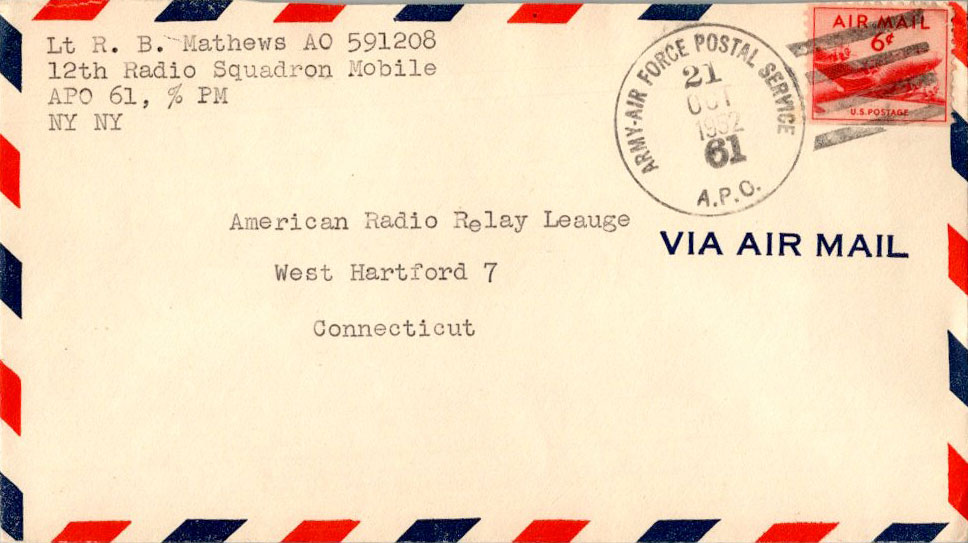 Lt R. B. Mathews AO 591208
12th Radio Squadron Mobile
APO 61, % PM
NY NY
ARMY-AIR FORCE POSTAL SERVICE
21
OCT
1952
61
A.P.O.
AIR MAIL
6¢
U.S. POSTAGE
American Radio Relay Leauge
West Hartford 7
Connecticut
VIA AIR MAIL